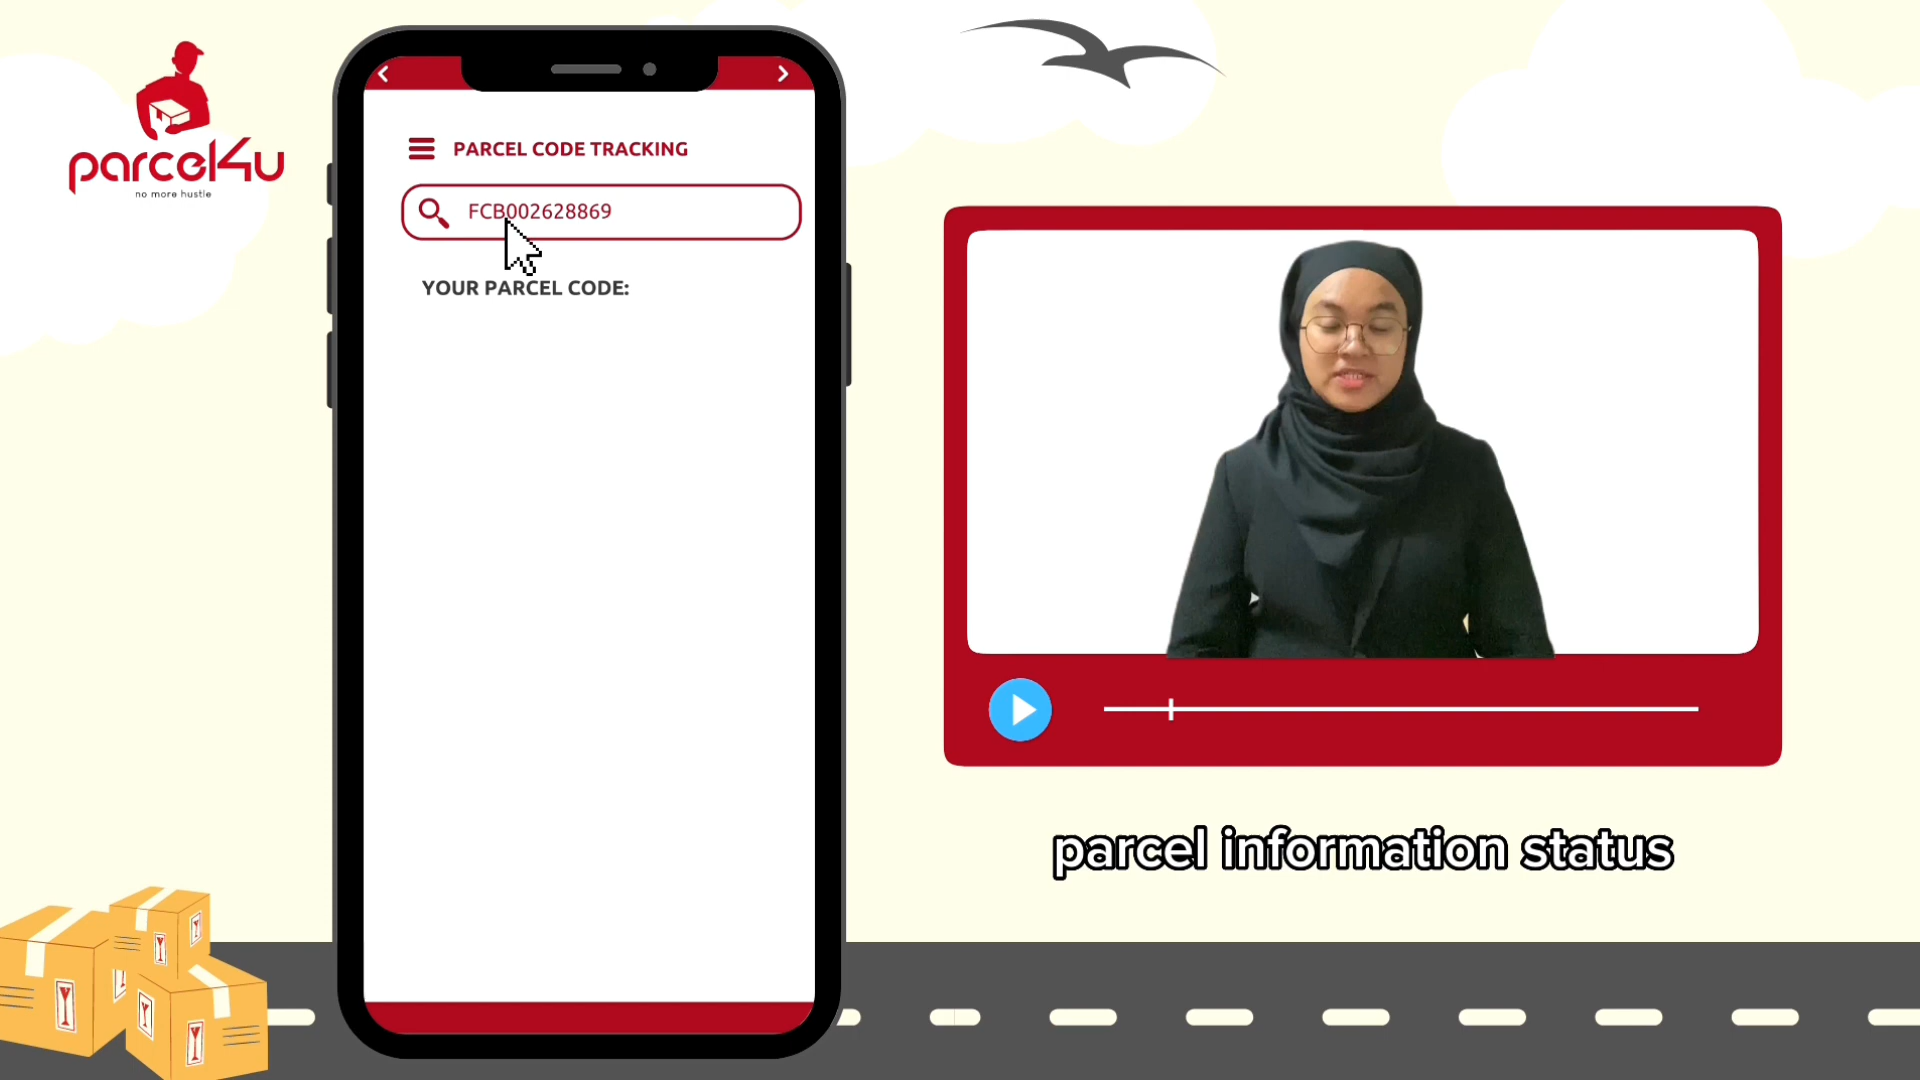 parcel4u
no more hustle
PARCEL CODE TRACKING
FCB002628869
YOUR PARCEL CODE:
parcel information status